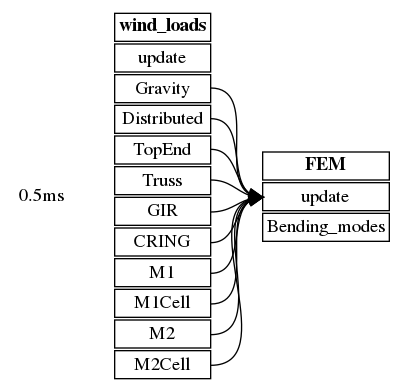 0.5ms
wind_loads
update
Gravity
Distributed
TopEnd
Truss
GIR
CRING
M1
M1Cell
M2
M2Cell
FEM
update
Bending_modes